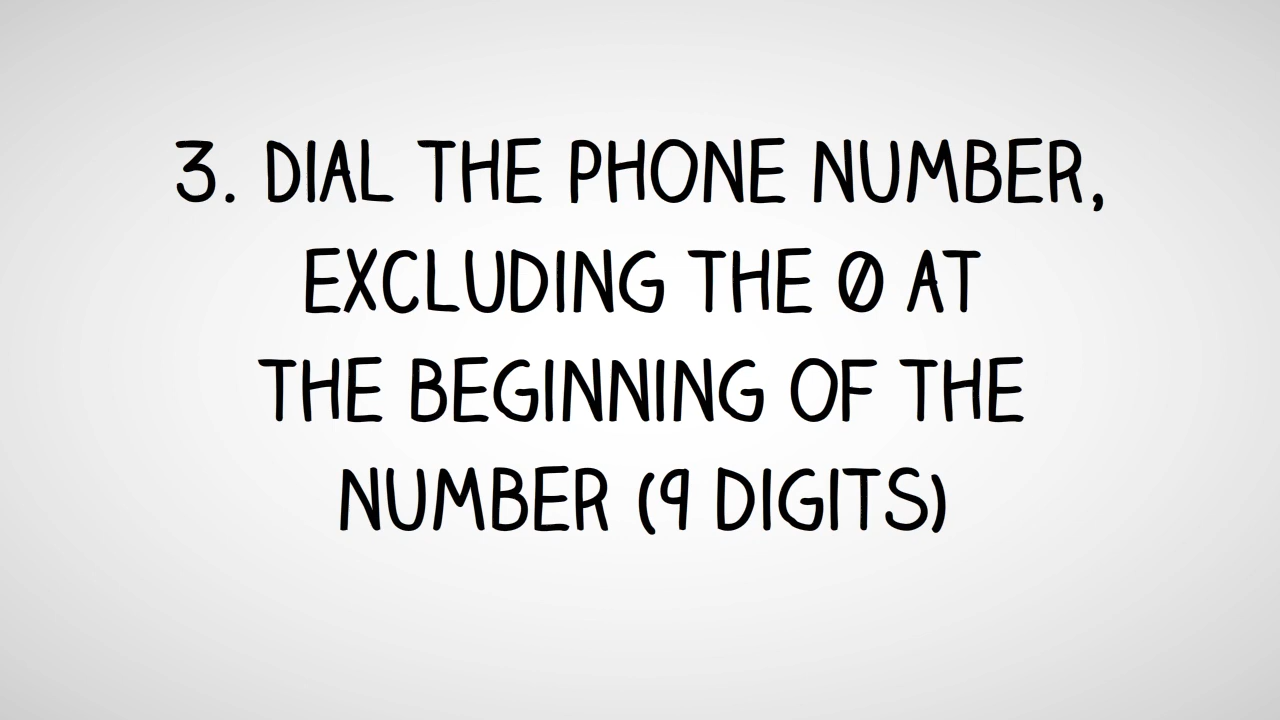 3. DIAL THE PHONE NUMBER,
EXCLUDING THE 0 AT
THE BEGINNING OF THE
NUMBER (9 DIGITS)